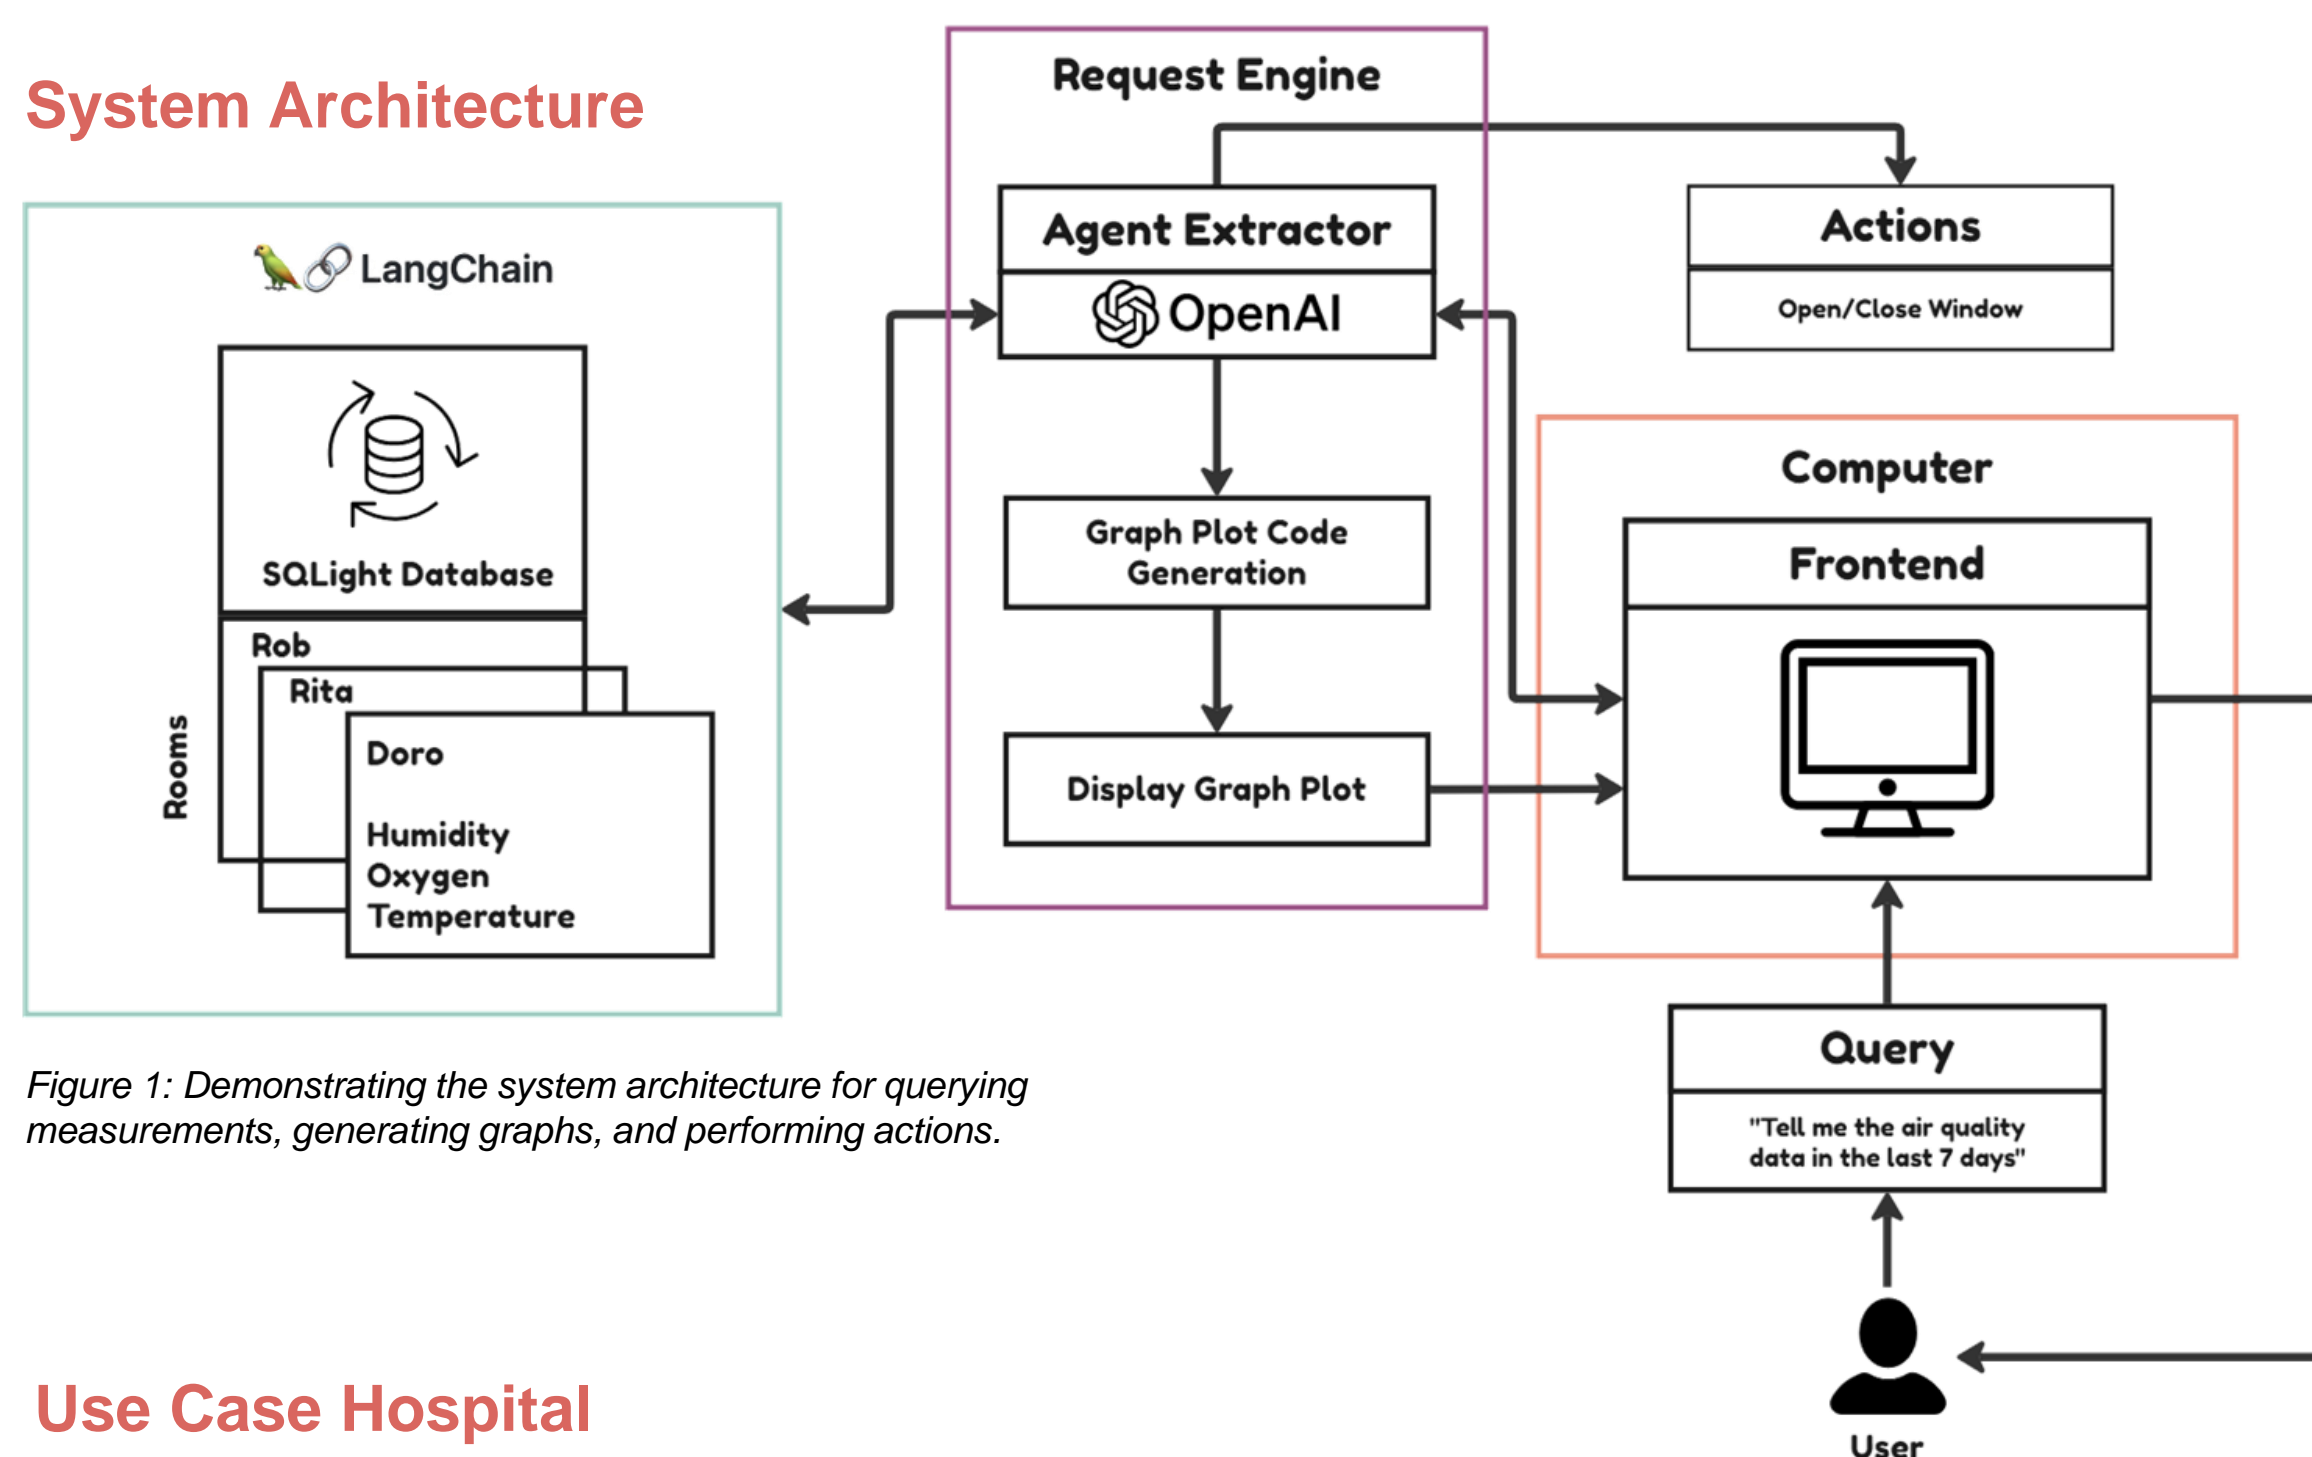 System Architecture
LangChain
SQLight Database
Rooms
Rob
Rita
Doro
Humidity
Oxygen
Temperature
Request Engine
Agent Extractor
OpenAI
Graph Plot Code
Generation
Display Graph Plot
Actions
Open/Close Window
Computer
Frontend
Query
"Tell me the air quality
data in the last 7 days"
User
Figure 1: Demonstrating the system architecture for querying
measurements, generating graphs, and performing actions.
Use Case Hospital